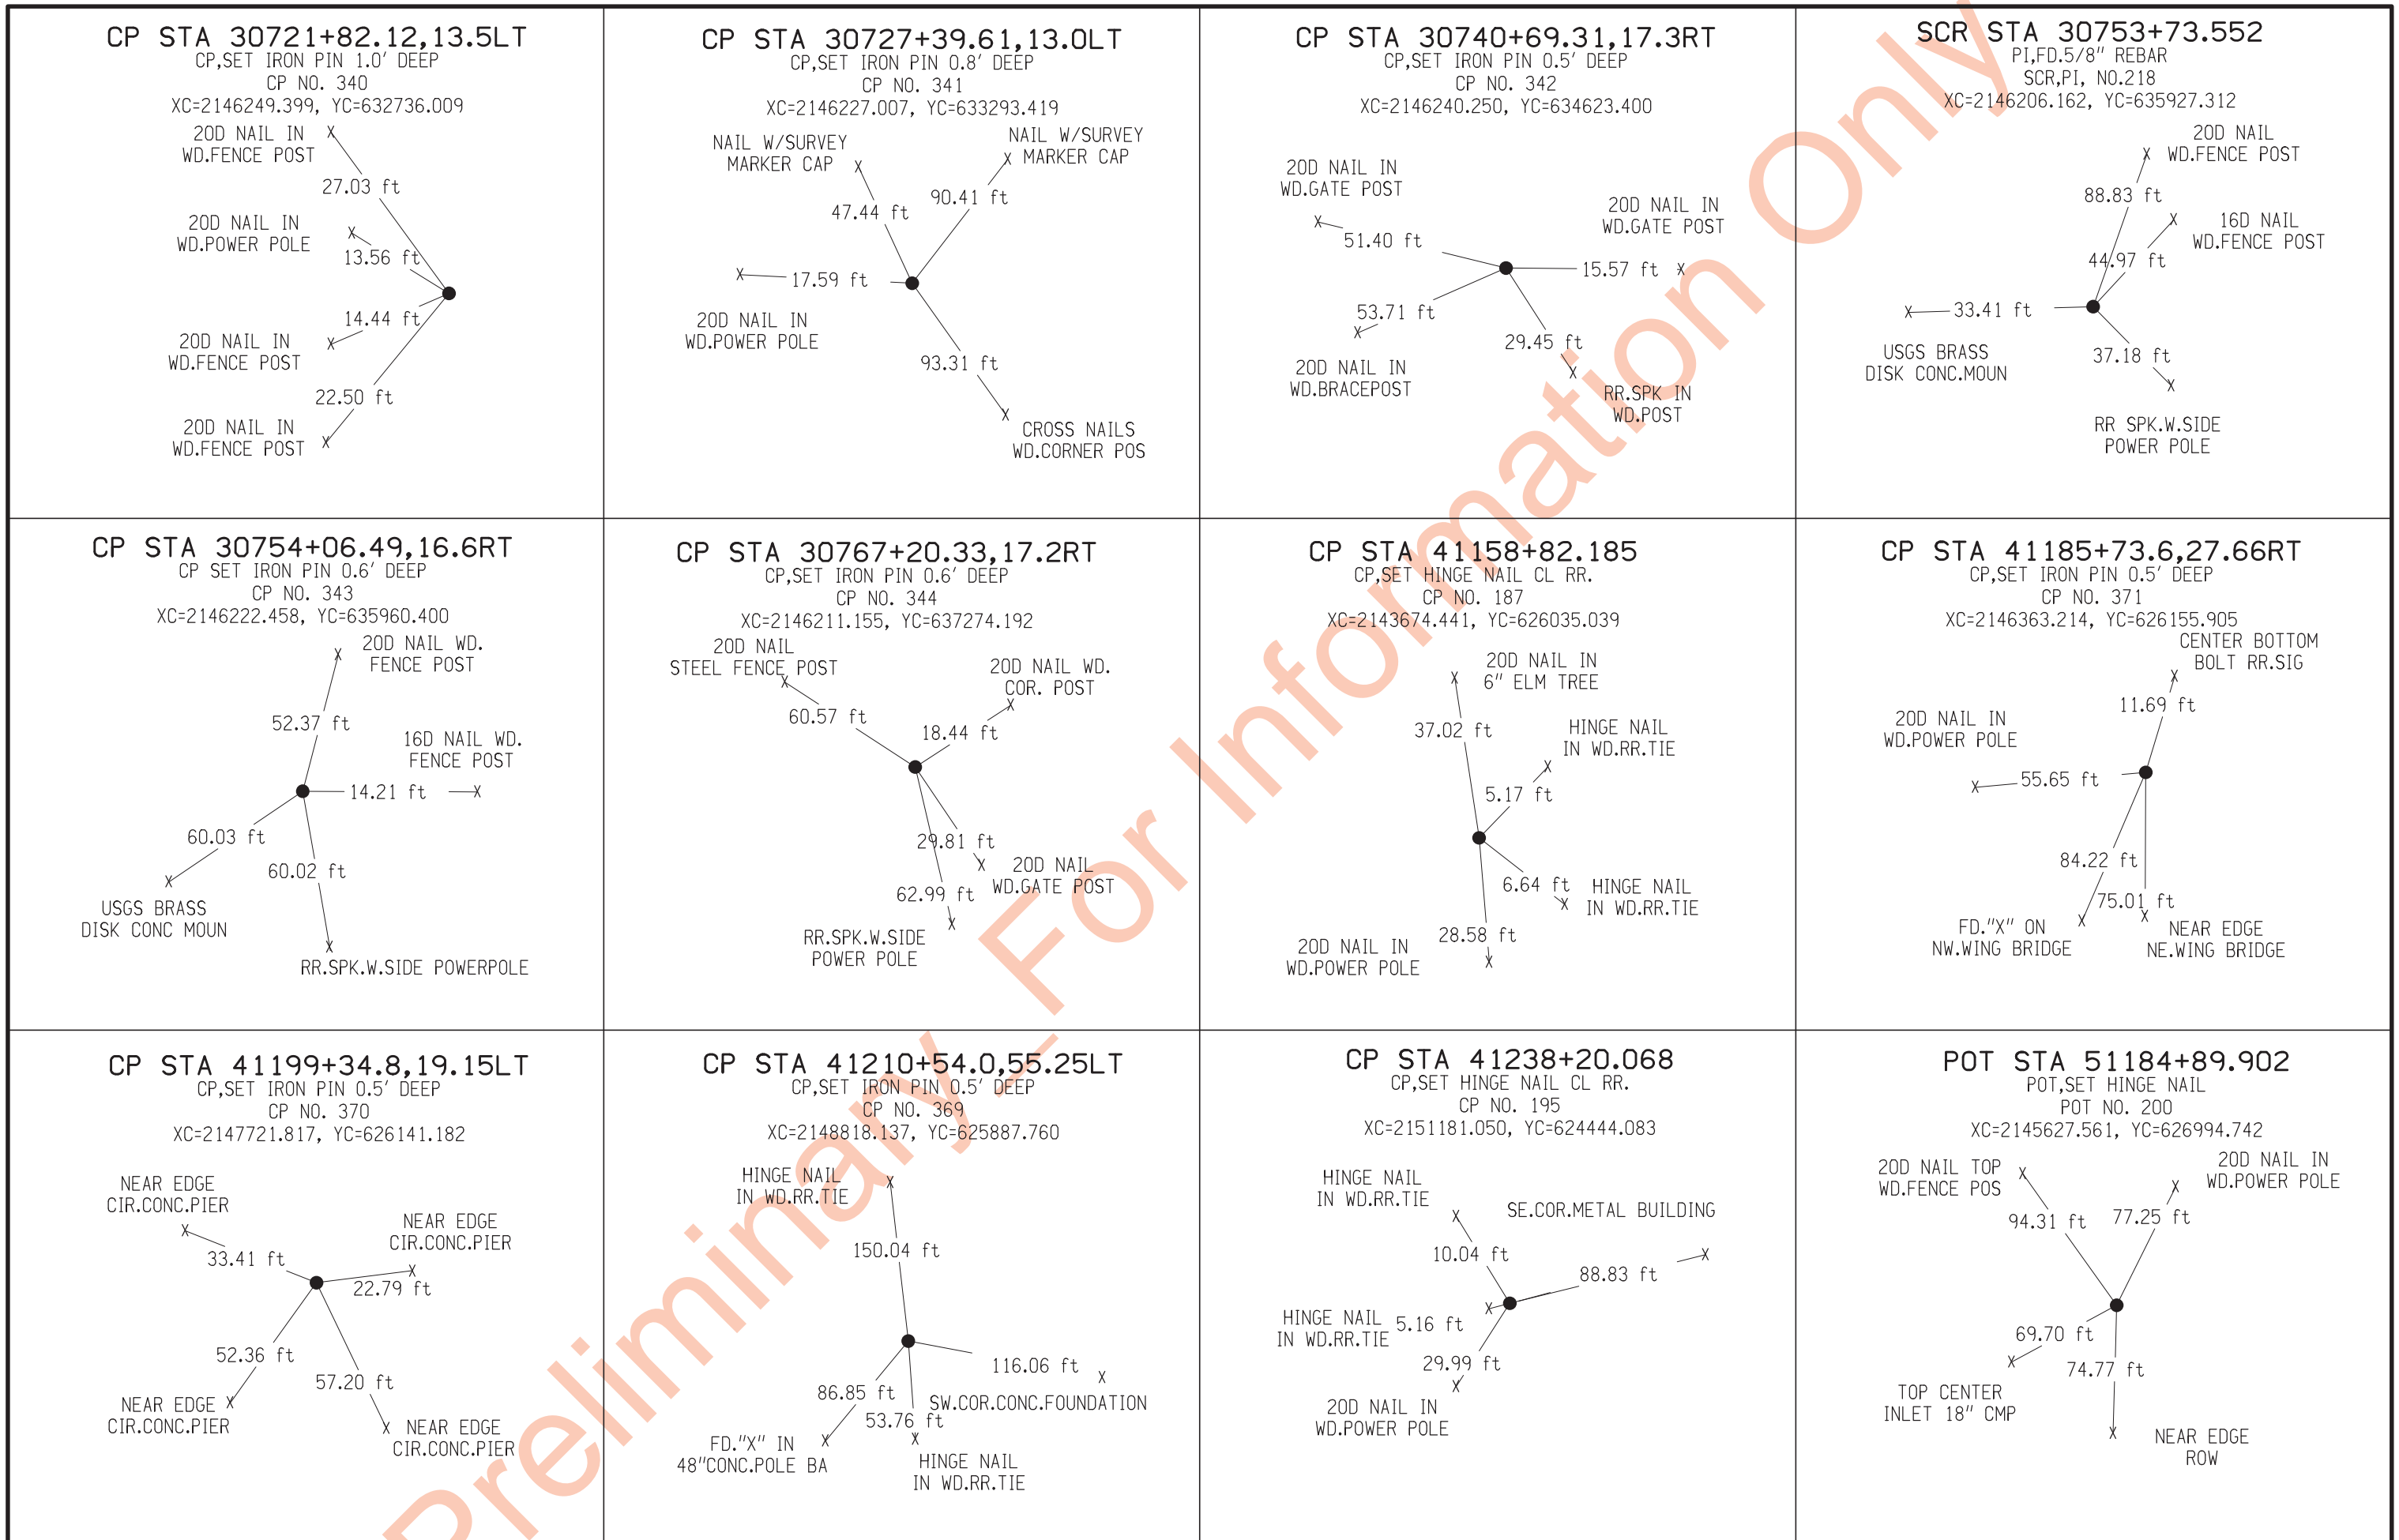 CP STA 30721+82.12,13.5LT
CP,SET IRON PIN 1.0' DEEP
CP NO. 340
XC=2146249.399, YC=632736.009
20D NAIL IN
WD.FENCE POST
27.03 ft
20D NAIL IN
WD.POWER POLE
13.56 ft
14.44 ft
20D NAIL IN
WD.FENCE POST
22.50 ft
20D NAIL IN
WD.FENCE POST
CP STA 30727+39.61,13.0LT
CP,SET IRON PIN 0.8' DEEP
CP NO. 341
XC=2146227.007, YC=633293.419
NAIL W/SURVEY
MARKER CAP
NAIL W/SURVEY
MARKER CAP
47.44 ft
90.41 ft
17.59 ft
20D NAIL IN
WD.POWER POLE
93.31 ft
CROSS NAILS
WD.CORNER POS
CP STA 30740+69.31,17.3RT
CP,SET IRON PIN 0.5' DEEP
CP NO. 342
XC=2146240.250, YC=634623.400
20D NAIL IN
WD.GATE POST
20D NAIL IN
WD.GATE POST
51.40 ft
15.57 ft
53.71 ft
29.45 ft
20D NAIL IN
WD.BRACEPOST
RR.SPK IN
WD.POST
SCR STA 30753+73.552
PI,FD.5/8" REBAR
SCR,PI, NO.218
XC=2146206.162, YC=635927.312
20D NAIL
WD.FENCE POST
88.83 ft
16D NAIL
WD.FENCE POST
44.97 ft
33.41 ft
USGS BRASS
DISK CONC.MOUN
37.18 ft
RR SPK.W.SIDE
POWER POLE
CP STA 30754+06.49,16.6RT
CP SET IRON PIN 0.6' DEEP
CP NO. 343
XC=2146222.458, YC=635960.400
20D NAIL WD.
FENCE POST
52.37 ft
16D NAIL WD.
FENCE POST
14.21 ft
60.03 ft
60.02 ft
USGS BRASS
DISK CONC MOUN
RR.SPK.W.SIDE POWERPOLE
CP STA 30767+20.33,17.2RT
CP,SET IRON PIN 0.6' DEEP
CP NO. 344
XC=2146211.155, YC=637274.192
20D NAIL
STEEL FENCE POST
20D NAIL WD.
COR. POST
60.57 ft
18.44 ft
29.81 ft
20D NAIL
WD.GATE POST
62.99 ft
RR.SPK.W.SIDE
POWER POLE
CP STA 41158+82.185
CP,SET HINGE NAIL CL RR.
CP NO. 187
XC=2143674.441, YC=626035.039
20D NAIL IN
6" ELM TREE
37.02 ft
HINGE NAIL
IN WD.RR.TIE
5.17 ft
6.64 ft
HINGE NAIL
IN WD.RR.TIE
28.58 ft
20D NAIL IN
WD.POWER POLE
CP STA 41185+73.6,27.66RT
CP,SET IRON PIN 0.5' DEEP
CP NO. 371
XC=2146363.214, YC=626155.905
CENTER BOTTOM
BOLT RR.SIG
11.69 ft
20D NAIL IN
WD.POWER POLE
55.65 ft
84.22 ft
75.01 ft
FD."X" ON
NW.WING BRIDGE
NEAR EDGE
NE.WING BRIDGE
CP STA 41199+34.8,19.15LT
CP,SET IRON PIN 0.5' DEEP
CP NO. 370
XC=2147721.817, YC=626141.182
NEAR EDGE
CIR.CONC.PIER
NEAR EDGE
CIR.CONC.PIER
33.41 ft
22.79 ft
52.36 ft
57.20 ft
NEAR EDGE
CIR.CONC.PIER
NEAR EDGE
CIR.CONC.PIER
CP STA 41210+54.0,55.25LT
CP,SET IRON PIN 0.5' DEEP
CP NO. 369
XC=2148818.137, YC=625887.760
HINGE NAIL
IN WD.RR.TIE
150.04 ft
116.06 ft
SW.COR.CONC.FOUNDATION
86.85 ft
53.76 ft
FD."X" IN
48"CONC.POLE BA
HINGE NAIL
IN WD.RR.TIE
CP STA 41238+20.068
CP,SET HINGE NAIL CL RR.
CP NO. 195
XC=2151181.050, YC=624444.083
HINGE NAIL
IN WD.RR.TIE
SE.COR.METAL BUILDING
10.04 ft
88.83 ft
HINGE NAIL
IN WD.RR.TIE
5.16 ft
29.99 ft
20D NAIL IN
WD.POWER POLE
POT STA 51184+89.902
POT,SET HINGE NAIL
POT NO. 200
XC=2145627.561, YC=626994.742
20D NAIL TOP
WD.FENCE POS
20D NAIL IN
WD.POWER POLE
94.31 ft
77.25 ft
69.70 ft
74.77 ft
TOP CENTER
INLET 18" CMP
NEAR EDGE
ROW
Preliminary_For Information Only